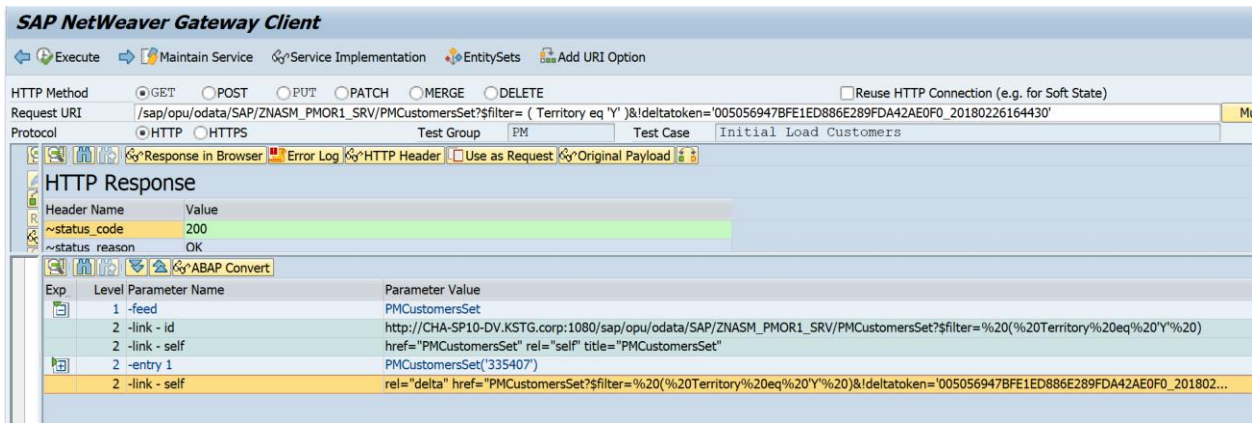 SAP NetWeaver Gateway Client
Execute Maintain Service Service Implementation EntitySets Add URI Option
HTTP Method GET POST PUT PATCH MERGE DELETE Reuse HTTP Connection (e.g. for Soft State)
Request URI /sap/opu/odata/SAP/ZNASM_PMOR1_SRV/PMCustomersSet?$filter= ( Territory eq 'Y' )&!deltatoken='005056947BFE1ED886E289FDA42AE0F0_20180226164430' Mu
Protocol HTTP HTTPS Test Group PM Test Case Initial Load Customers
Response in Browser Error Log HTTP Header Use as Request Original Payload
HTTP Response
Header Name Value
~status_code 200
~status_reason OK
R
ABAP Convert
Exp. Level Parameter Name Parameter Value
1 -feed PMCustomersSet
2 -link - id http://CHA-SP10-DV.KSTG.corp:1080/sap/opu/odata/SAP/ZNASM_PMOR1_SRV/PMCustomersSet?$filter=%20(%20Territory%20eq%20'Y'%20)
2 -link - self href="PMCustomersSet" rel="self" title="PMCustomersSet"
2 -entry 1 PMCustomersSet('335407')
2 -link - self rel="delta" href="PMCustomersSet?$filter=%20(%20Territory%20eq%20'Y'%20)&!deltatoken='005056947BFE1ED886E289FDA42AE0F0_201802...